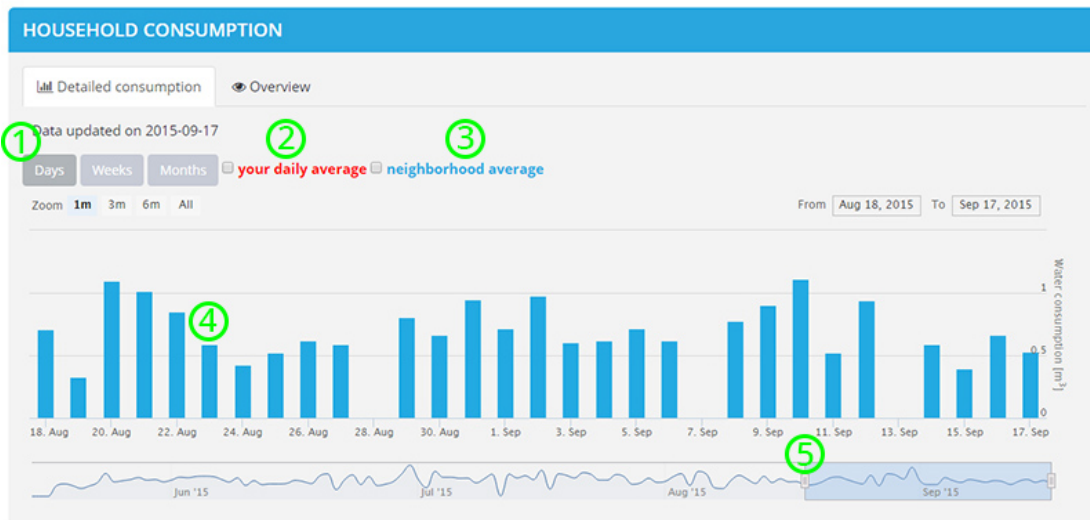 HOUSEHOLD CONSUMPTION
Detailed consumption Overview
Data updated on 2015-09-17
1 2 3
Days Weeks Months your daily average neighborhood average
Zoom 1m 3m 6m All From Aug 18, 2015 To Sep 17, 2015
Water consumption [m³]
1
4
0.5
0
18. Aug 20. Aug 22. Aug 24. Aug 26. Aug 28. Aug 30. Aug 1. Sep 3. Sep 5. Sep 7. Sep 9. Sep 11. Sep 13. Sep 15. Sep 17. Sep
5
Jun '15 Jul '15 Aug '15 Sep '15